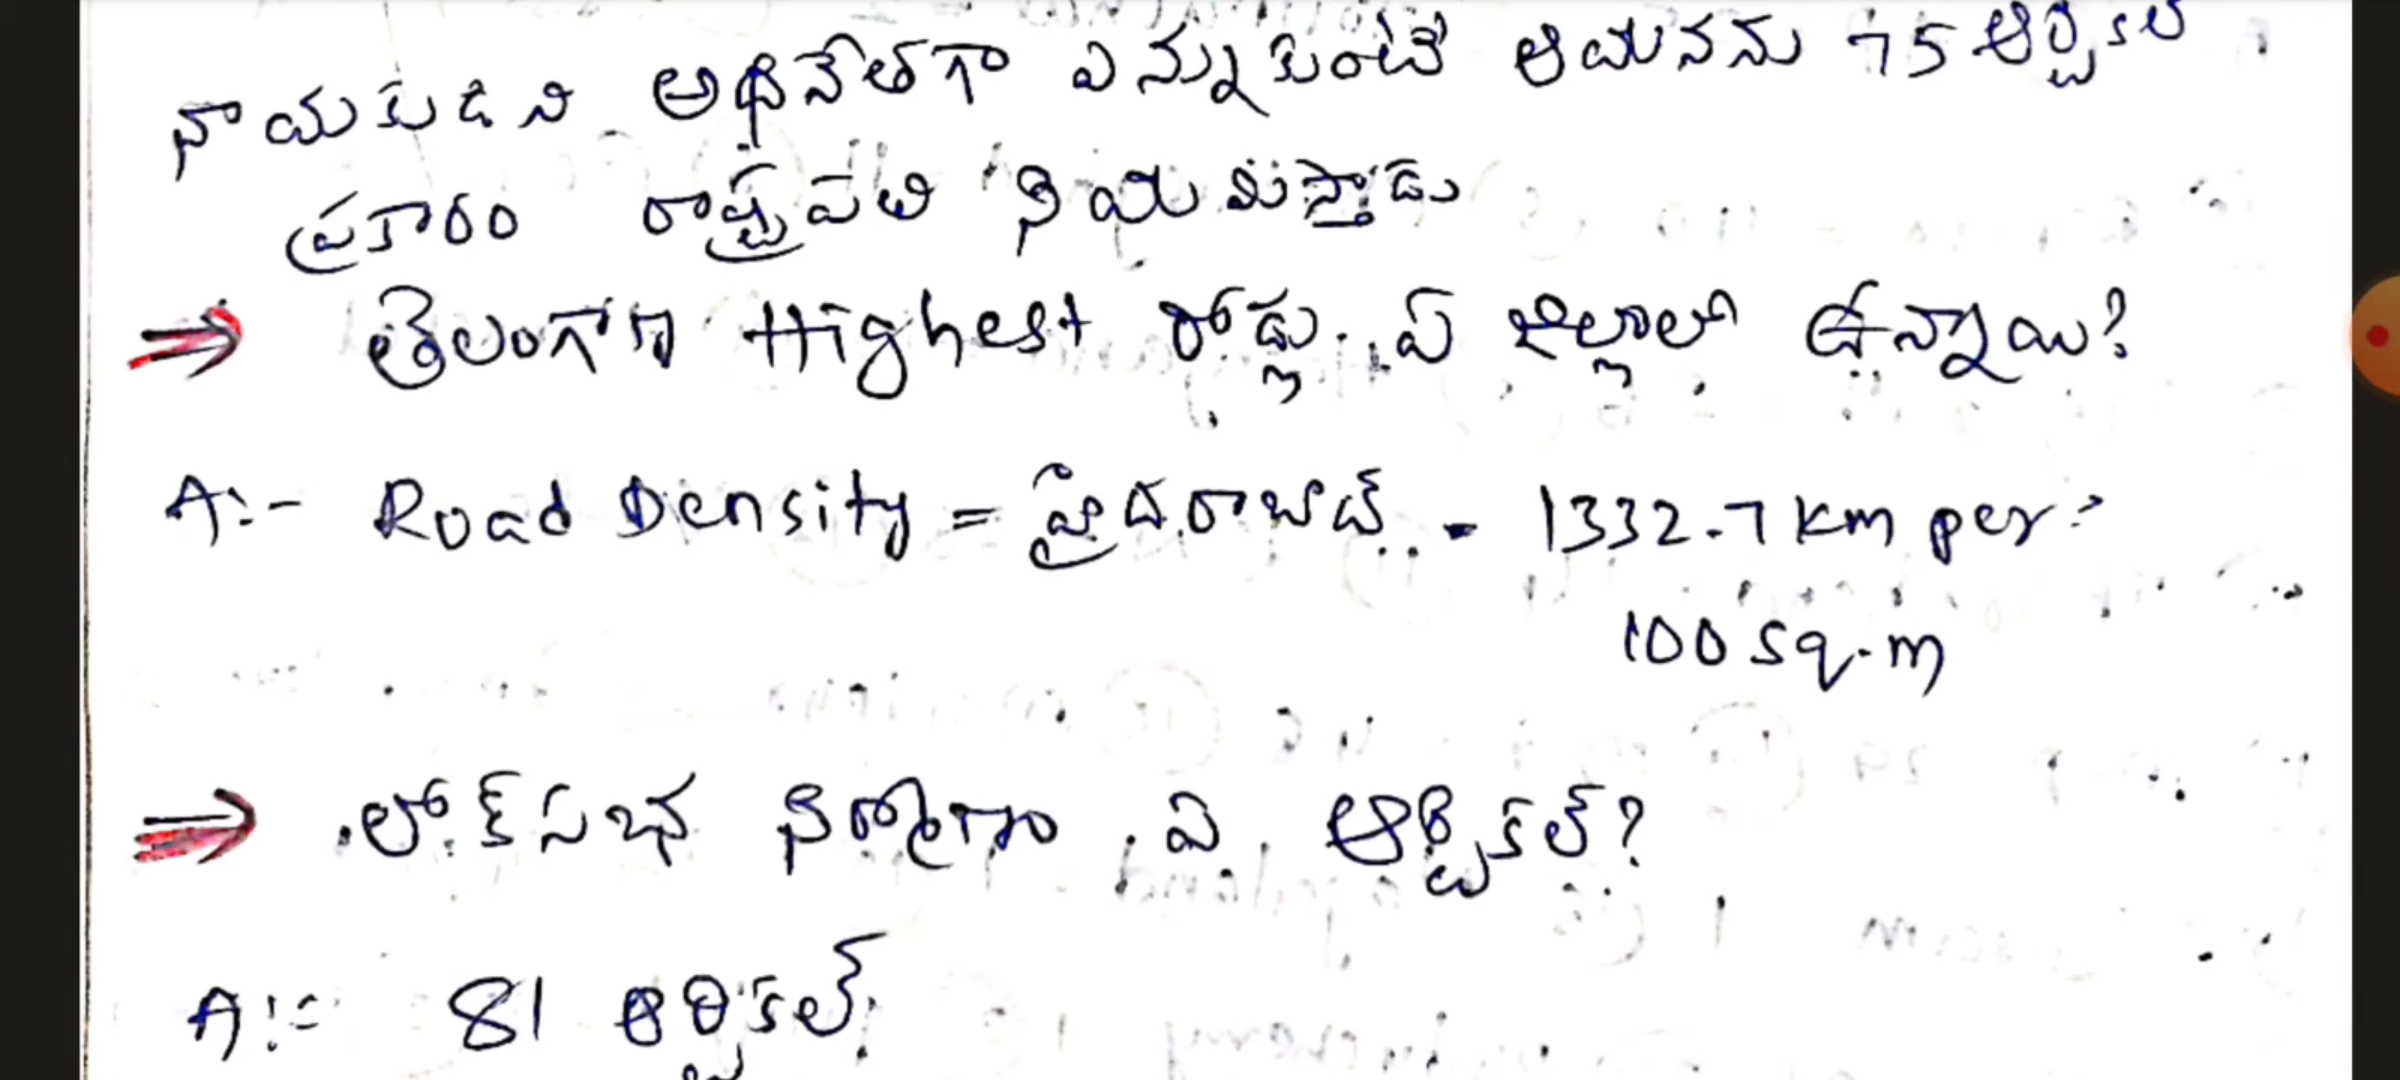 నాయకుడిని అధినేతగా ఎన్నుకుంటే ఆయనను 75 ఆర్టికల్
ప్రకారం రాష్ట్రపతి నియమిస్తాడు
⇒ తెలంగాణ Highest రోడ్లు ఏ జిల్లాలో ఉన్నాయి?
A:- Road Density = హైదరాబాద్ - 1332.7 km per
100 sq.m
⇒ లోక్‌సభ నిర్మాణం ఏ ఆర్టికల్?
A:- 81 ఆర్టికల్